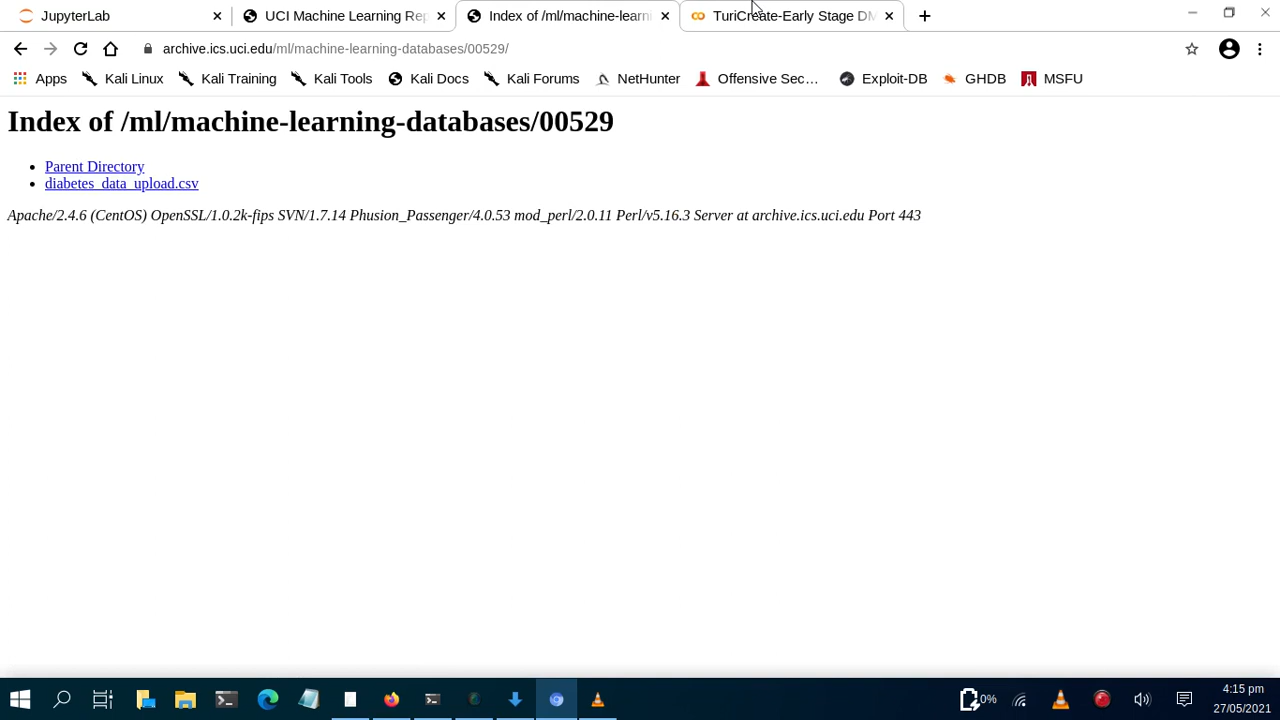 JupyterLab
UCI Machine Learning Rep
Index of /ml/machine-learni
TuriCreate-Early Stage DM
archive.ics.uci.edu/ml/machine-learning-databases/00529/
Apps
Kali Linux
Kali Training
Kali Tools
Kali Docs
Kali Forums
NetHunter
Offensive Sec...
Exploit-DB
GHDB
MSFU
Index of /ml/machine-learning-databases/00529
Parent Directory
diabetes_data_upload.csv
Apache/2.4.6 (CentOS) OpenSSL/1.0.2k-fips SVN/1.7.14 Phusion_Passenger/4.0.53 mod_perl/2.0.11 Perl/v5.16.3 Server at archive.ics.uci.edu Port 443
0%
4:15 pm
27/05/2021